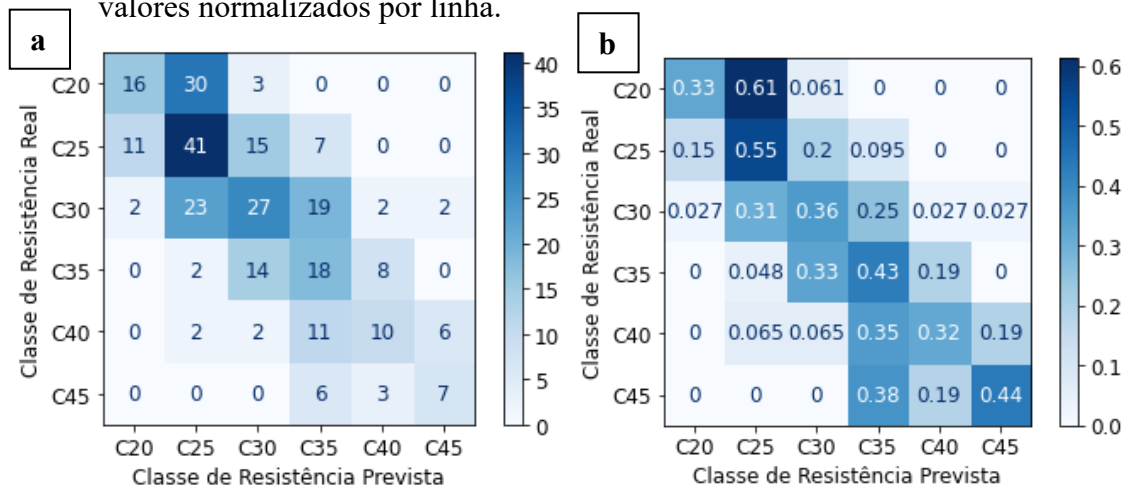 valores normalizados por linha.
a
C20 16 30 3 0 0 0
C25 11 41 15 7 0 0
C30 2 23 27 19 2 2
C35 0 2 14 18 8 0
C40 0 2 2 11 10 6
C45 0 0 0 6 3 7
C20 C25 C30 C35 C40 C45
Classe de Resistência Prevista
Classe de Resistência Real
40
35
30
25
20
15
10
5
0
b
C20 0.33 0.61 0.061 0 0 0
C25 0.15 0.55 0.2 0.095 0 0
C30 0.027 0.31 0.36 0.25 0.027 0.027
C35 0 0.048 0.33 0.43 0.19 0
C40 0 0.065 0.065 0.35 0.32 0.19
C45 0 0 0 0.38 0.19 0.44
C20 C25 C30 C35 C40 C45
Classe de Resistência Prevista
Classe de Resistência Real
0.6
0.5
0.4
0.3
0.2
0.1
0.0